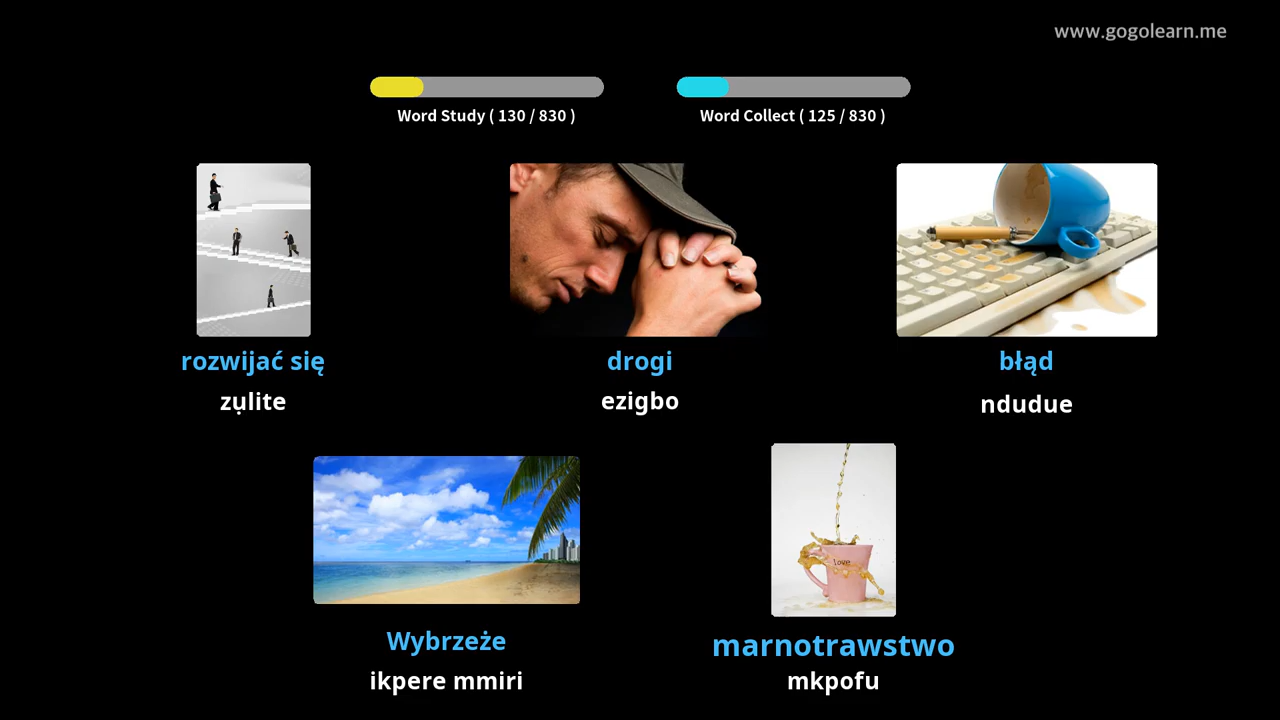 www.gogolearn.me
Word Study ( 130 / 830 )
Word Collect ( 125 / 830 )
rozwijać się
zụlite
drogi
ezigbo
błąd
ndudue
love
Wybrzeże
ikpere mmiri
marnotrawstwo
mkpofu